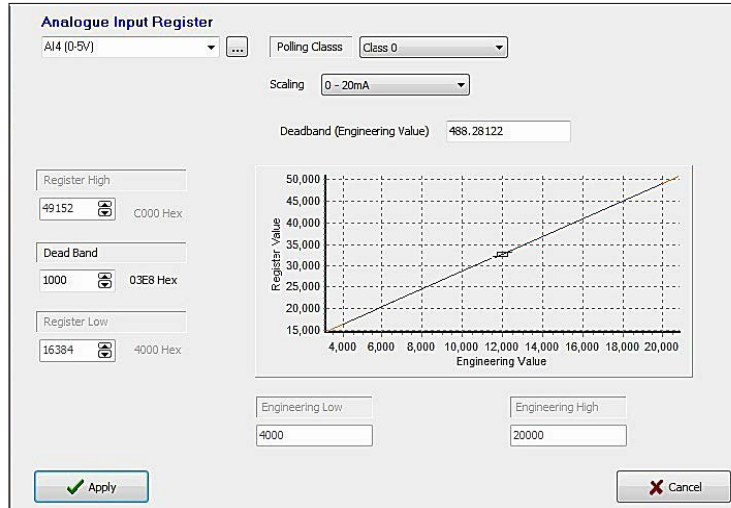 Analogue Input Register
AI4 (0-5V) ... Polling Classs Class 0
Scaling 0 - 20mA
Deadband (Engineering Value) 488.28122
Register High
49152 C000 Hex
Dead Band
1000 03E8 Hex
Register Low
16384 4000 Hex
Register Value
50,000
45,000
40,000
35,000
30,000
25,000
20,000
15,000
4,000 6,000 8,000 10,000 12,000 14,000 16,000 18,000 20,000
Engineering Value
Engineering Low Engineering High
4000 20000
Apply Cancel